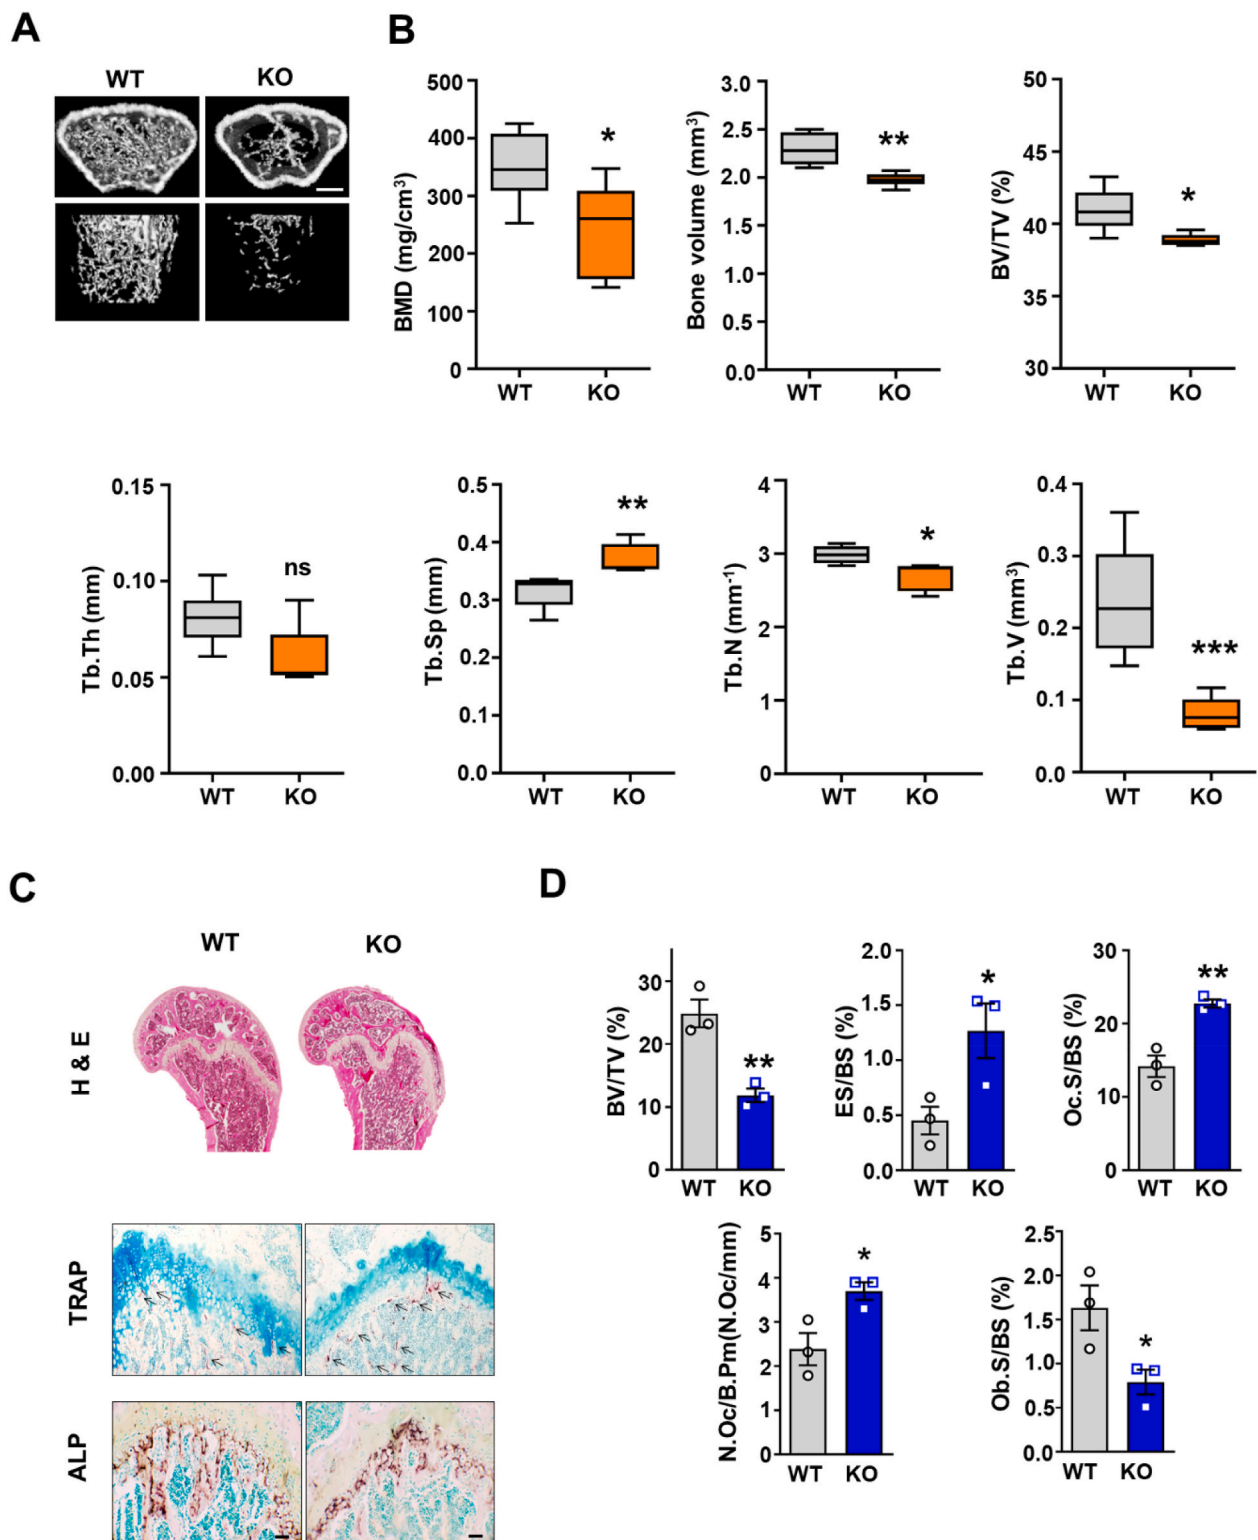 A
B
WT KO
BMD (mg/cm³)
500
400
300
200
100
0
*
WT KO
Bone volume (mm³)
3.0
2.5
2.0
1.5
1.0
0.5
0.0
**
WT KO
BV/TV (%)
50
45
40
35
30
*
WT KO
Tb.Th (mm)
0.15
0.10
0.05
0.00
ns
WT KO
Tb.Sp (mm)
0.5
0.4
0.3
0.2
0.1
0.0
**
WT KO
Tb.N (mm⁻¹)
4
3
2
1
0
*
WT KO
Tb.V (mm³)
0.4
0.3
0.2
0.1
0.0
***
WT KO
C
WT KO
H & E
TRAP
ALP
D
BV/TV (%)
30
20
10
0
**
WT KO
ES/BS (%)
2.0
1.5
1.0
0.5
0.0
*
WT KO
Oc.S/BS (%)
30
20
10
0
**
WT KO
N.Oc/B.Pm(N.Oc/mm)
5
4
3
2
1
0
*
WT KO
Ob.S/BS (%)
2.5
2.0
1.5
1.0
0.5
0.0
*
WT KO